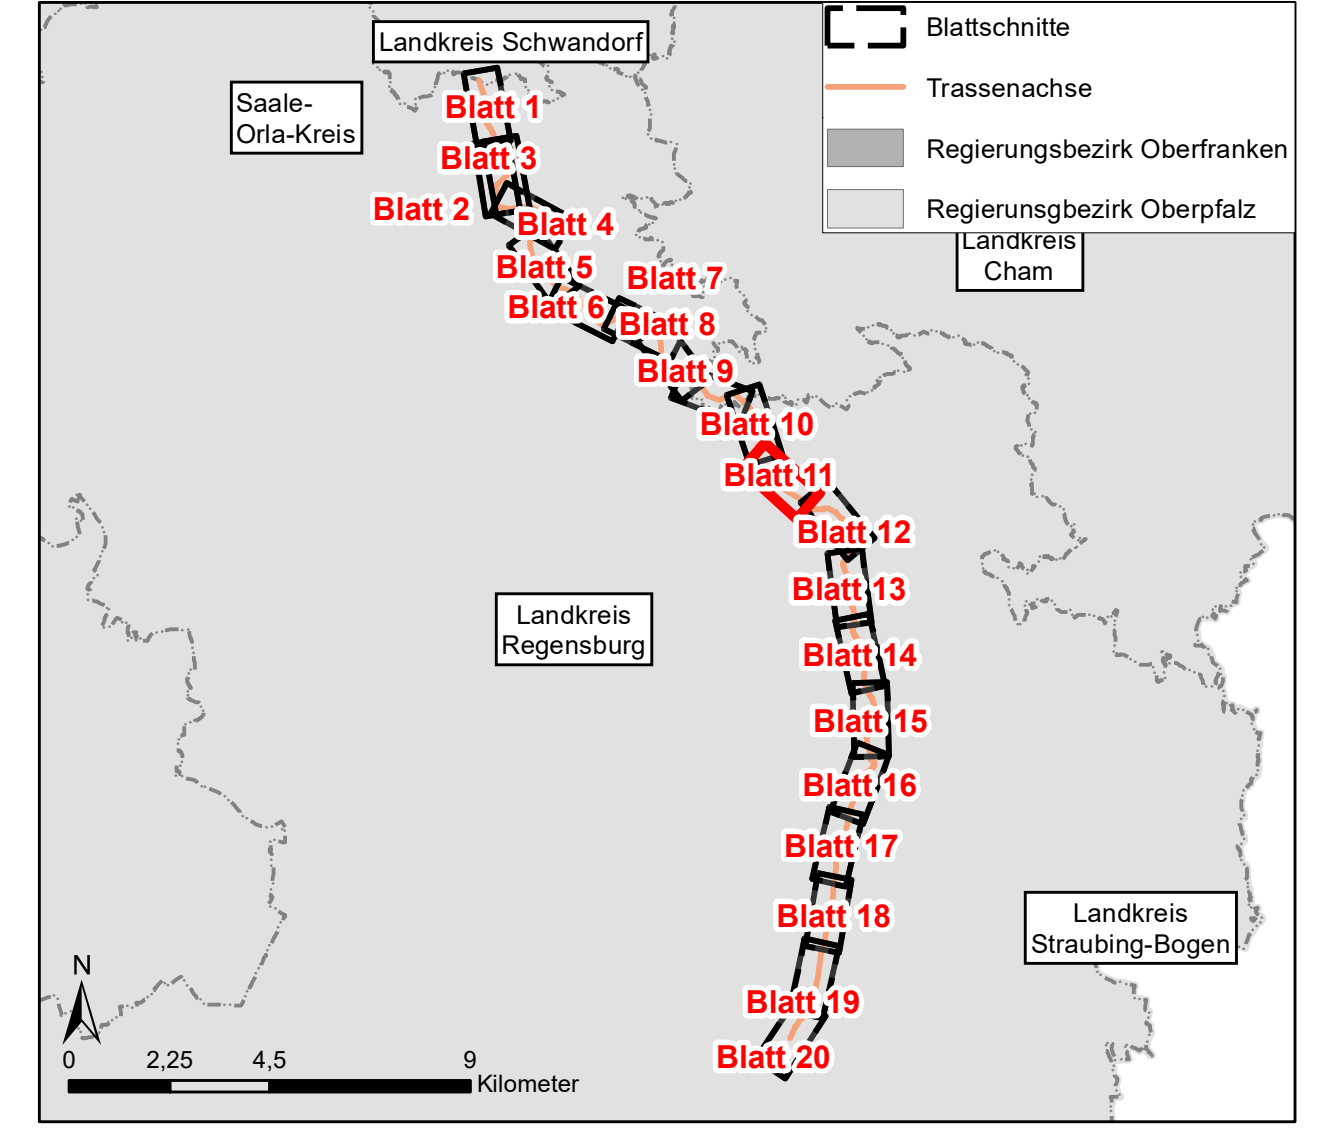 Landkreis Schwandorf
Saale-
Orla-Kreis
Blattschnitte
Trassenachse
Regierungsbezirk Oberfranken
Regierunsgbezirk Oberpfalz
Landkreis
Cham
Blatt 1
Blatt 3
Blatt 2
Blatt 4
Blatt 5
Blatt 7
Blatt 6
Blatt 8
Blatt 9
Blatt 10
Blatt 11
Blatt 12
Blatt 13
Landkreis
Regensburg
Blatt 14
Blatt 15
Blatt 16
Blatt 17
Blatt 18
Landkreis
Straubing-Bogen
Blatt 19
Blatt 20
N
0 2,25 4,5 9
Kilometer